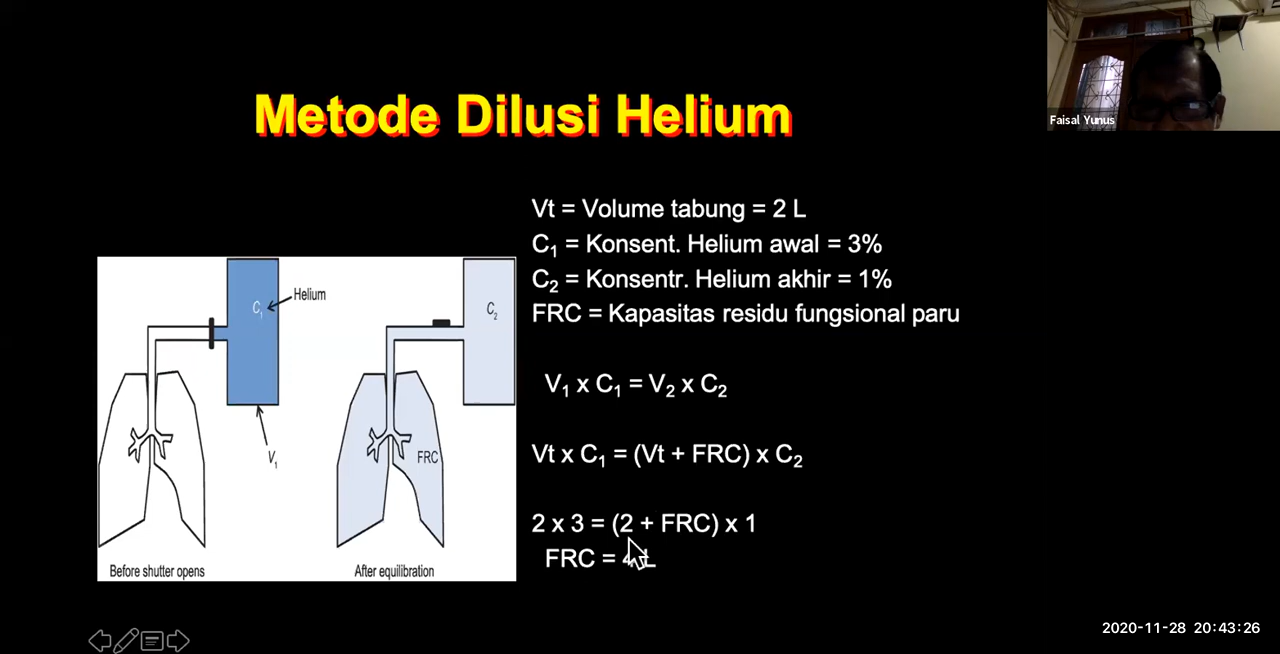 Metode Dilusi Helium
Faisal Yunus
Vt = Volume tabung = 2 L
C₁ = Konsent. Helium awal = 3%
C₂ = Konsentr. Helium akhir = 1%
FRC = Kapasitas residu fungsional paru
V₁ x C₁ = V₂ x C₂
Vt x C₁ = (Vt + FRC) x C₂
2 x 3 = (2 + FRC) x 1
FRC = 4 L
C₁
Helium
V₁
Before shutter opens
C₂
FRC
After equilibration
2020-11-28 20:43:26